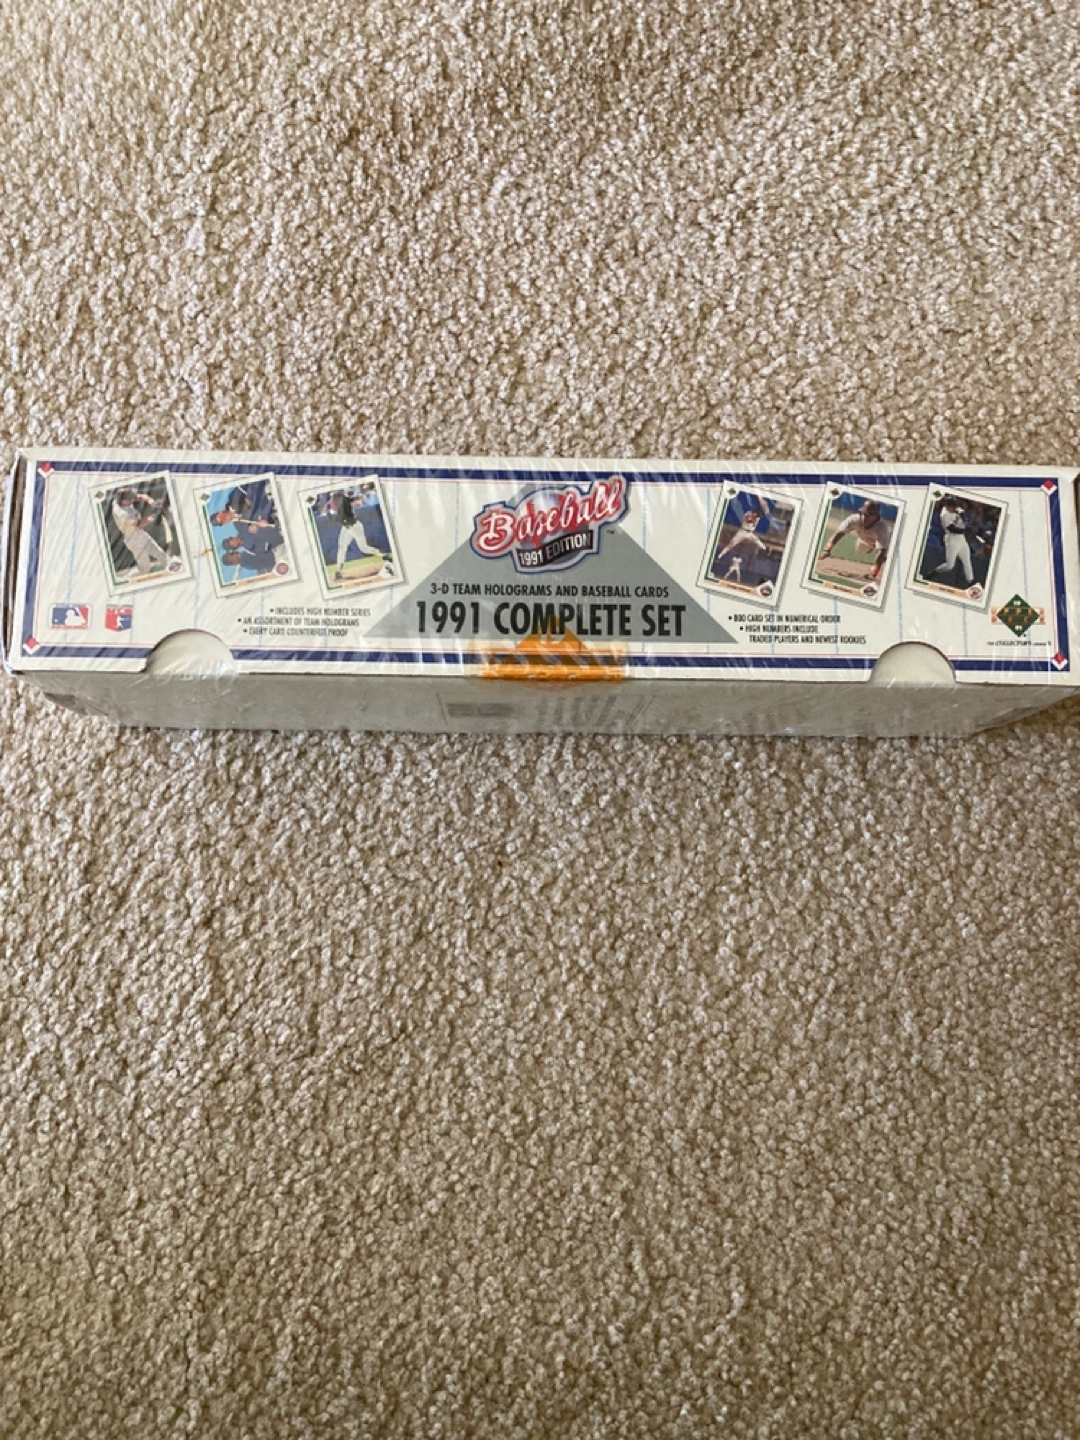 Baseball
1991 EDITION
3-D TEAM HOLOGRAMS AND BASEBALL CARDS
1991 COMPLETE SET
• INCLUDES HIGH NUMBER SERIES
• AN ASSORTMENT OF TEAM HOLOGRAMS
• EVERY CARD COUNTERFEIT PROOF
• 800 CARD SET IN NUMERICAL ORDER
• HIGH NUMBERS INCLUDE
TRADED PLAYERS AND NEWEST ROOKIES